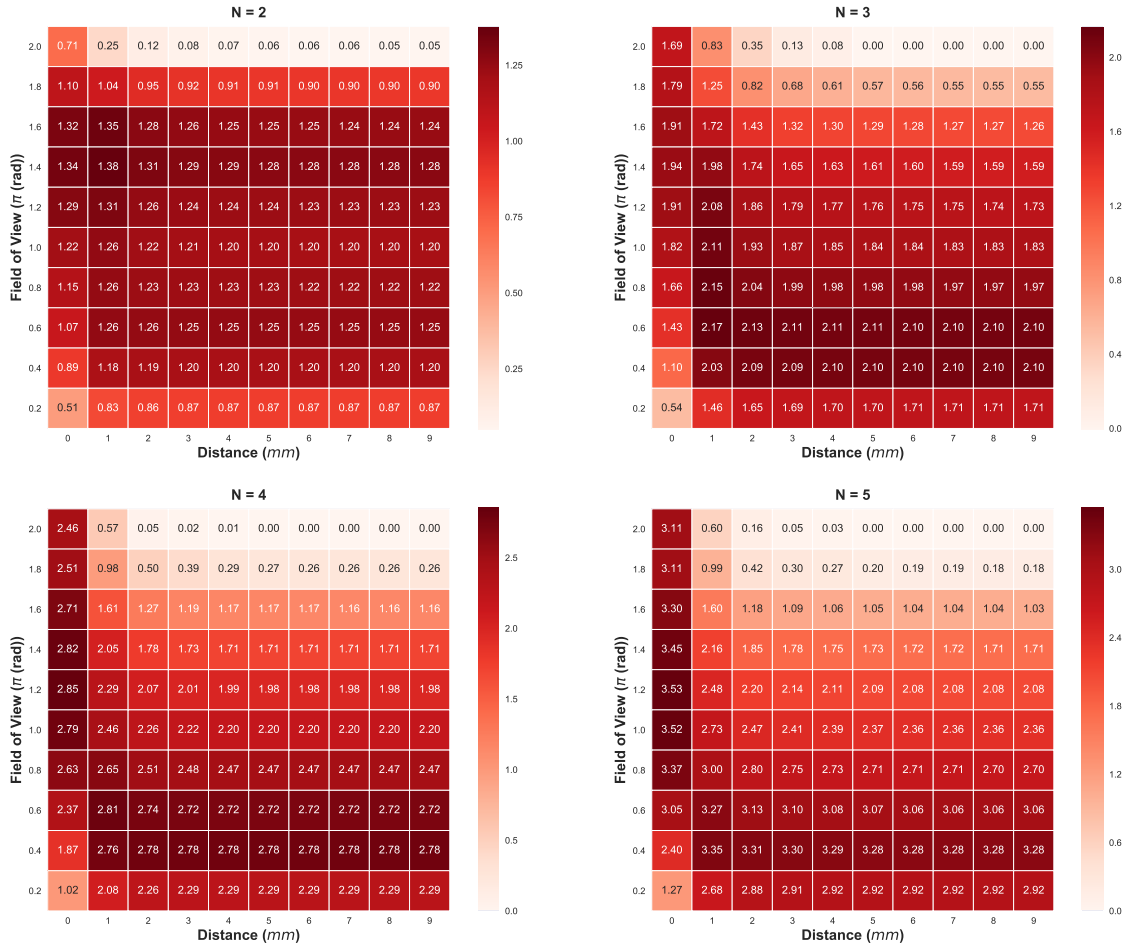 N = 2
2.0 0.71 0.25 0.12 0.08 0.07 0.06 0.06 0.06 0.05 0.05
1.8 1.10 1.04 0.95 0.92 0.91 0.91 0.90 0.90 0.90 0.90
1.6 1.32 1.35 1.28 1.26 1.25 1.25 1.25 1.24 1.24 1.24
1.4 1.34 1.38 1.31 1.29 1.29 1.28 1.28 1.28 1.28 1.28
1.2 1.29 1.31 1.26 1.24 1.24 1.24 1.23 1.23 1.23 1.23
1.0 1.22 1.26 1.22 1.21 1.20 1.20 1.20 1.20 1.20 1.20
0.8 1.15 1.26 1.23 1.23 1.23 1.23 1.22 1.22 1.22 1.22
0.6 1.07 1.26 1.26 1.25 1.25 1.25 1.25 1.25 1.25 1.25
0.4 0.89 1.18 1.19 1.20 1.20 1.20 1.20 1.20 1.20 1.20
0.2 0.51 0.83 0.86 0.87 0.87 0.87 0.87 0.87 0.87 0.87
0 1 2 3 4 5 6 7 8 9
Distance (mm)
Field of View (π (rad))
1.25
1.00
0.75
0.50
0.25
N = 3
2.0 1.69 0.83 0.35 0.13 0.08 0.00 0.00 0.00 0.00 0.00
1.8 1.79 1.25 0.82 0.68 0.61 0.57 0.56 0.55 0.55 0.55
1.6 1.91 1.72 1.43 1.32 1.30 1.29 1.28 1.27 1.27 1.26
1.4 1.94 1.98 1.74 1.65 1.63 1.61 1.60 1.59 1.59 1.59
1.2 1.91 2.08 1.86 1.79 1.77 1.76 1.75 1.75 1.74 1.73
1.0 1.82 2.11 1.93 1.87 1.85 1.84 1.84 1.83 1.83 1.83
0.8 1.66 2.15 2.04 1.99 1.98 1.98 1.98 1.97 1.97 1.97
0.6 1.43 2.17 2.13 2.11 2.11 2.11 2.10 2.10 2.10 2.10
0.4 1.10 2.03 2.09 2.09 2.10 2.10 2.10 2.10 2.10 2.10
0.2 0.54 1.46 1.65 1.69 1.70 1.70 1.71 1.71 1.71 1.71
0 1 2 3 4 5 6 7 8 9
Distance (mm)
Field of View (π (rad))
2.0
1.6
1.2
0.8
0.4
0.0
N = 4
2.0 2.46 0.57 0.05 0.02 0.01 0.00 0.00 0.00 0.00 0.00
1.8 2.51 0.98 0.50 0.39 0.29 0.27 0.26 0.26 0.26 0.26
1.6 2.71 1.61 1.27 1.19 1.17 1.17 1.17 1.16 1.16 1.16
1.4 2.82 2.05 1.78 1.73 1.71 1.71 1.71 1.71 1.71 1.71
1.2 2.85 2.29 2.07 2.01 1.99 1.98 1.98 1.98 1.98 1.98
1.0 2.79 2.46 2.26 2.22 2.20 2.20 2.20 2.20 2.20 2.20
0.8 2.63 2.65 2.51 2.48 2.47 2.47 2.47 2.47 2.47 2.47
0.6 2.37 2.81 2.74 2.72 2.72 2.72 2.72 2.72 2.72 2.72
0.4 1.87 2.76 2.78 2.78 2.78 2.78 2.78 2.78 2.78 2.78
0.2 1.02 2.08 2.26 2.29 2.29 2.29 2.29 2.29 2.29 2.29
0 1 2 3 4 5 6 7 8 9
Distance (mm)
Field of View (π (rad))
2.5
2.0
1.5
1.0
0.5
0.0
N = 5
2.0 3.11 0.60 0.16 0.05 0.03 0.00 0.00 0.00 0.00 0.00
1.8 3.11 0.99 0.42 0.30 0.27 0.20 0.19 0.19 0.18 0.18
1.6 3.30 1.60 1.18 1.09 1.06 1.05 1.04 1.04 1.04 1.03
1.4 3.45 2.16 1.85 1.78 1.75 1.73 1.72 1.72 1.71 1.71
1.2 3.53 2.48 2.20 2.14 2.11 2.09 2.08 2.08 2.08 2.08
1.0 3.52 2.73 2.47 2.41 2.39 2.37 2.36 2.36 2.36 2.36
0.8 3.37 3.00 2.80 2.75 2.73 2.71 2.71 2.71 2.70 2.70
0.6 3.05 3.27 3.13 3.10 3.08 3.07 3.06 3.06 3.06 3.06
0.4 2.40 3.35 3.31 3.30 3.29 3.28 3.28 3.28 3.28 3.28
0.2 1.27 2.68 2.88 2.91 2.92 2.92 2.92 2.92 2.92 2.92
0 1 2 3 4 5 6 7 8 9
Distance (mm)
Field of View (π (rad))
3.0
2.4
1.8
1.2
0.6
0.0